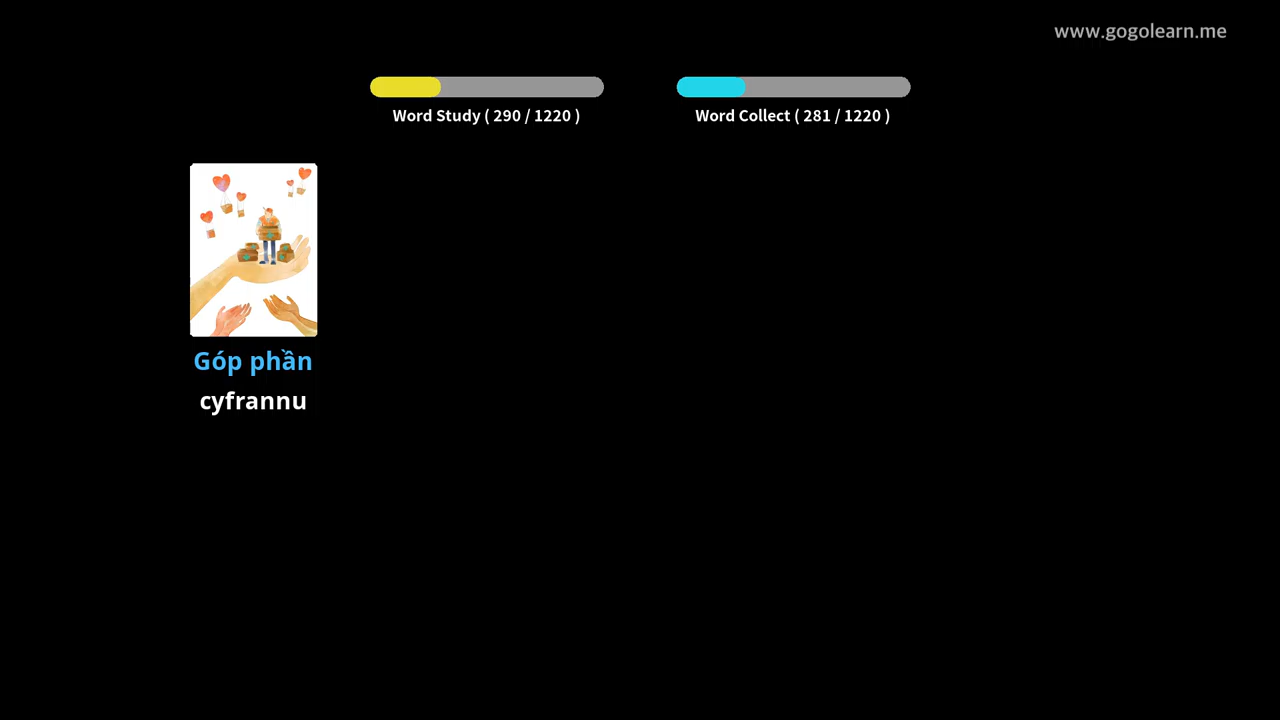 www.gogolearn.me
Word Study ( 290 / 1220 )
Word Collect ( 281 / 1220 )
Góp phần
cyfrannu